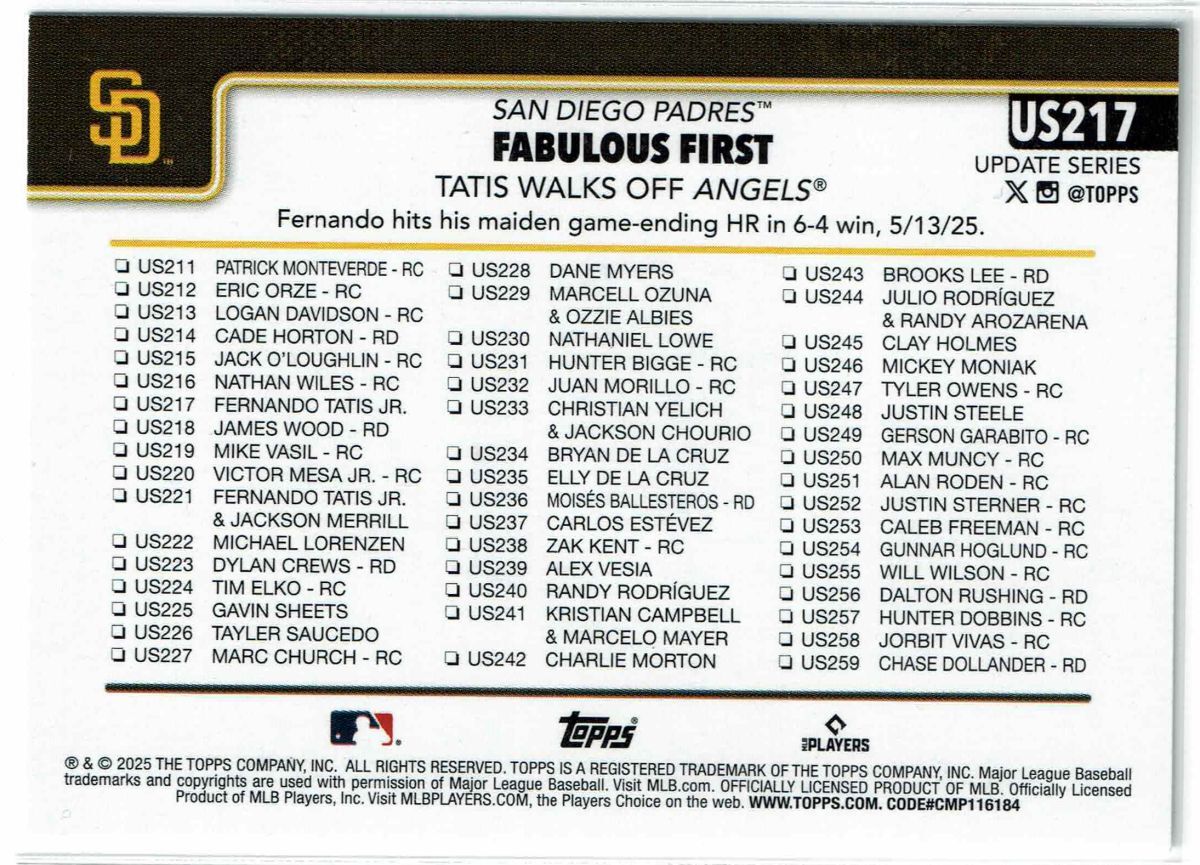 SD
SAN DIEGO PADRES™
FABULOUS FIRST
TATIS WALKS OFF ANGELS®
Fernando hits his maiden game-ending HR in 6-4 win, 5/13/25.
US217
UPDATE SERIES
@TOPPS
US211 PATRICK MONTEVERDE - RC
US212 ERIC ORZE - RC
US213 LOGAN DAVIDSON - RC
US214 CADE HORTON - RD
US215 JACK O'LOUGHLIN - RC
US216 NATHAN WILES - RC
US217 FERNANDO TATIS JR.
US218 JAMES WOOD - RD
US219 MIKE VASIL - RC
US220 VICTOR MESA JR. - RC
US221 FERNANDO TATIS JR.
& JACKSON MERRILL
US222 MICHAEL LORENZEN
US223 DYLAN CREWS - RD
US224 TIM ELKO - RC
US225 GAVIN SHEETS
US226 TAYLER SAUCEDO
US227 MARC CHURCH - RC
US228 DANE MYERS
US229 MARCELL OZUNA
& OZZIE ALBIES
US230 NATHANIEL LOWE
US231 HUNTER BIGGE - RC
US232 JUAN MORILLO - RC
US233 CHRISTIAN YELICH
& JACKSON CHOURIO
US234 BRYAN DE LA CRUZ
US235 ELLY DE LA CRUZ
US236 MOISÉS BALLESTEROS - RD
US237 CARLOS ESTÉVEZ
US238 ZAK KENT - RC
US239 ALEX VESIA
US240 RANDY RODRÍGUEZ
US241 KRISTIAN CAMPBELL
& MARCELO MAYER
US242 CHARLIE MORTON
US243 BROOKS LEE - RD
US244 JULIO RODRÍGUEZ
& RANDY AROZARENA
US245 CLAY HOLMES
US246 MICKEY MONIAK
US247 TYLER OWENS - RC
US248 JUSTIN STEELE
US249 GERSON GARABITO - RC
US250 MAX MUNCY - RC
US251 ALAN RODEN - RC
US252 JUSTIN STERNER - RC
US253 CALEB FREEMAN - RC
US254 GUNNAR HOGLUND - RC
US255 WILL WILSON - RC
US256 DALTON RUSHING - RD
US257 HUNTER DOBBINS - RC
US258 JORBIT VIVAS - RC
US259 CHASE DOLLANDER - RD
Topps®
MLB PLAYERS
® & © 2025 THE TOPPS COMPANY, INC. ALL RIGHTS RESERVED. TOPPS IS A REGISTERED TRADEMARK OF THE TOPPS COMPANY, INC. Major League Baseball
trademarks and copyrights are used with permission of Major League Baseball. Visit MLB.com. OFFICIALLY LICENSED PRODUCT OF MLB. Officially Licensed
Product of MLB Players, Inc. Visit MLBPLAYERS.COM, the Players Choice on the web. WWW.TOPPS.COM. CODE#CMP116184